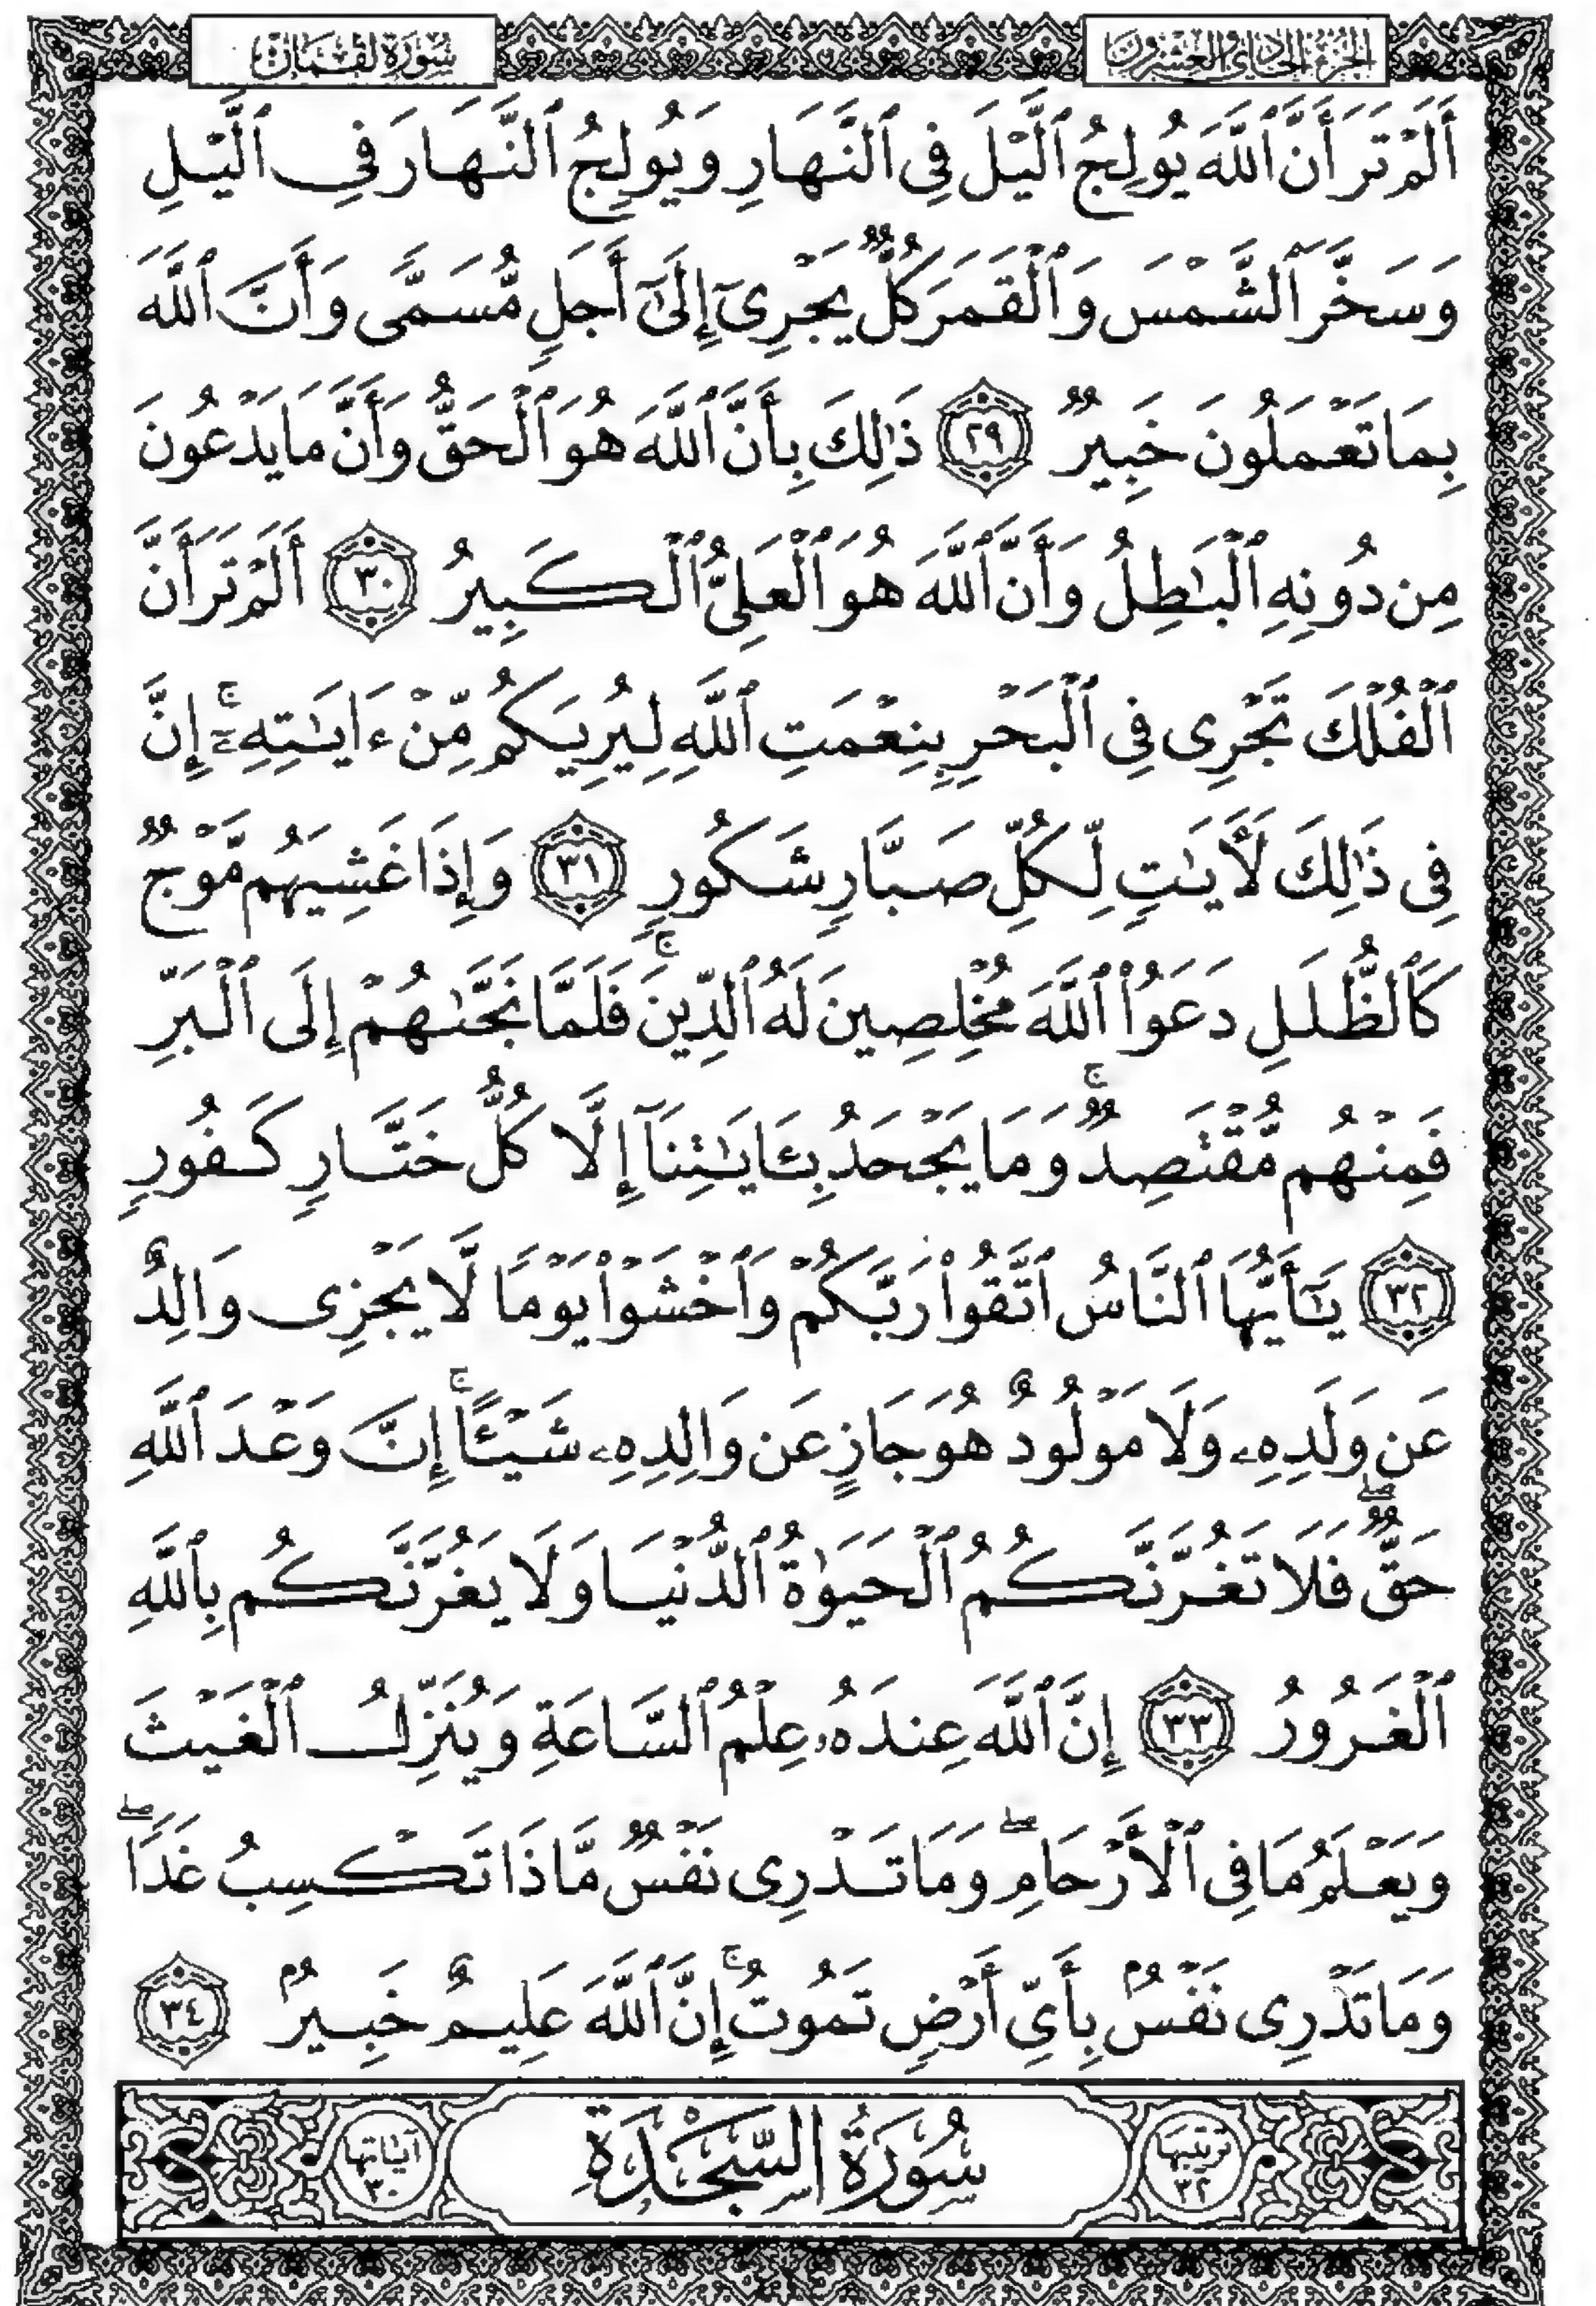 الجزء الحادي والعشرون
سورة لقمان
أَلَمْ تَرَ أَنَّ ٱللَّهَ يُولِجُ ٱلَّيْلَ فِى ٱلنَّهَارِ وَيُولِجُ ٱلنَّهَارَ فِى ٱلَّيْلِ
وَسَخَّرَ ٱلشَّمْسَ وَٱلْقَمَرَ كُلٌّ يَجْرِىٓ إِلَىٰٓ أَجَلٍ مُّسَمًّى وَأَنَّ ٱللَّهَ
بِمَا تَعْمَلُونَ خَبِيرٌ ٢٩ ذَٰلِكَ بِأَنَّ ٱللَّهَ هُوَ ٱلْحَقُّ وَأَنَّ مَا يَدْعُونَ
مِن دُونِهِ ٱلْبَٰطِلُ وَأَنَّ ٱللَّهَ هُوَ ٱلْعَلِىُّ ٱلْكَبِيرُ ٣٠ أَلَمْ تَرَ أَنَّ
ٱلْفُلْكَ تَجْرِى فِى ٱلْبَحْرِ بِنِعْمَتِ ٱللَّهِ لِيُرِيَكُم مِّنْ ءَايَٰتِهِۦٓ ۚ إِنَّ
فِى ذَٰلِكَ لَأَيَٰتٍ لِّكُلِّ صَبَّارٍ شَكُورٍ ٣١ وَإِذَا غَشِيَهُم مَّوْجٌ
كَٱلظُّلَلِ دَعَوُا۟ ٱللَّهَ مُخْلِصِينَ لَهُ ٱلدِّينَ ۚ فَلَمَّا نَجَّىٰهُمْ إِلَى ٱلْبَرِّ
فَمِنْهُم مُّقْتَصِدٌ ۚ وَمَا يَجْحَدُ بِـَٔايَٰتِنَآ إِلَّا كُلُّ خَتَّارٍ كَفُورٍ
٣٢ يَٰٓأَيُّهَا ٱلنَّاسُ ٱتَّقُوا۟ رَبَّكُمْ وَٱخْشَوْا۟ يَوْمًا لَّا يَجْزِى وَالِدٌ
عَن وَلَدِهِۦ وَلَا مَوْلُودٌ هُوَ جَازٍ عَن وَالِدِهِۦ شَيْـًٔا ۚ إِنَّ وَعْدَ ٱللَّهِ
حَقٌّ ۖ فَلَا تَغُرَّنَّكُمُ ٱلْحَيَوٰةُ ٱلدُّنْيَا وَلَا يَغُرَّنَّكُم بِٱللَّهِ
ٱلْغَرُورُ ٣٣ إِنَّ ٱللَّهَ عِندَهُۥ عِلْمُ ٱلسَّاعَةِ وَيُنَزِّلُ ٱلْغَيْثَ
وَيَعْلَمُ مَا فِى ٱلْأَرْحَامِ ۖ وَمَا تَدْرِى نَفْسٌ مَّاذَا تَكْسِبُ غَدًا ۖ
وَمَا تَدْرِى نَفْسٌۢ بِأَىِّ أَرْضٍ تَمُوتُ ۚ إِنَّ ٱللَّهَ عَلِيمٌ خَبِيرٌۢ ٣٤
ترتيبها ٣٢
سُورَةُ السَّجْدَةِ
آياتها ٣٠